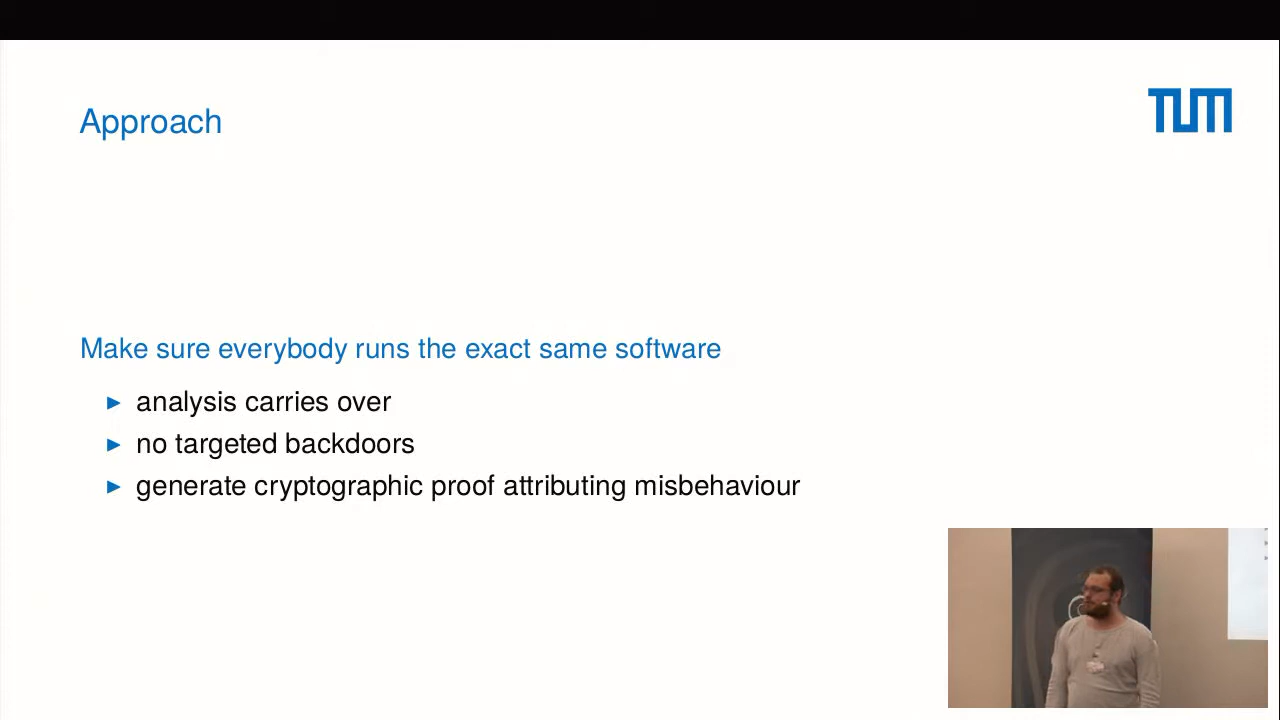 Approach
TUM
Make sure everybody runs the exact same software
analysis carries over
no targeted backdoors
generate cryptographic proof attributing misbehaviour